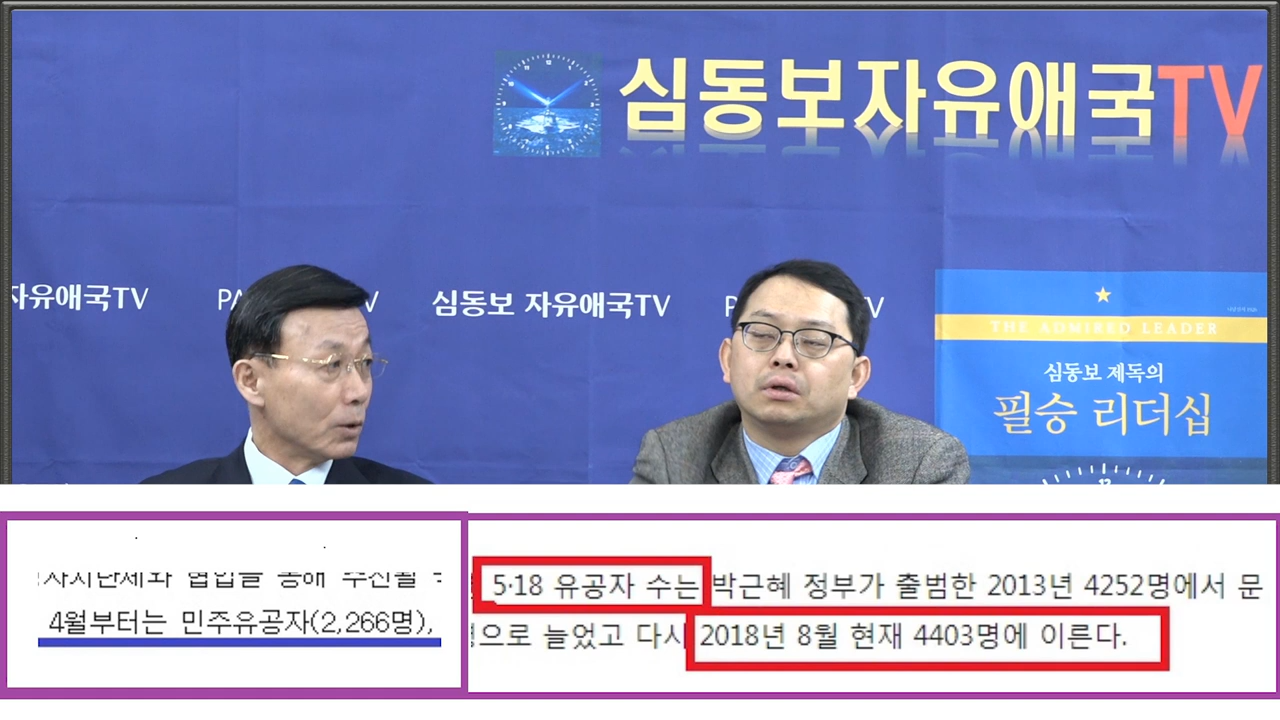 심동보자유애국TV
자유애국TV PA V 심동보 자유애국TV P V
THE ADMIRED LEADER
심동보 제독의
필승 리더십
12
4월부터는 민주유공자(2,266명),
5·18 유공자 수는 박근혜 정부가 출범한 2013년 4252명에서 문
명으로 늘었고 다시 2018년 8월 현재 4403명에 이른다.